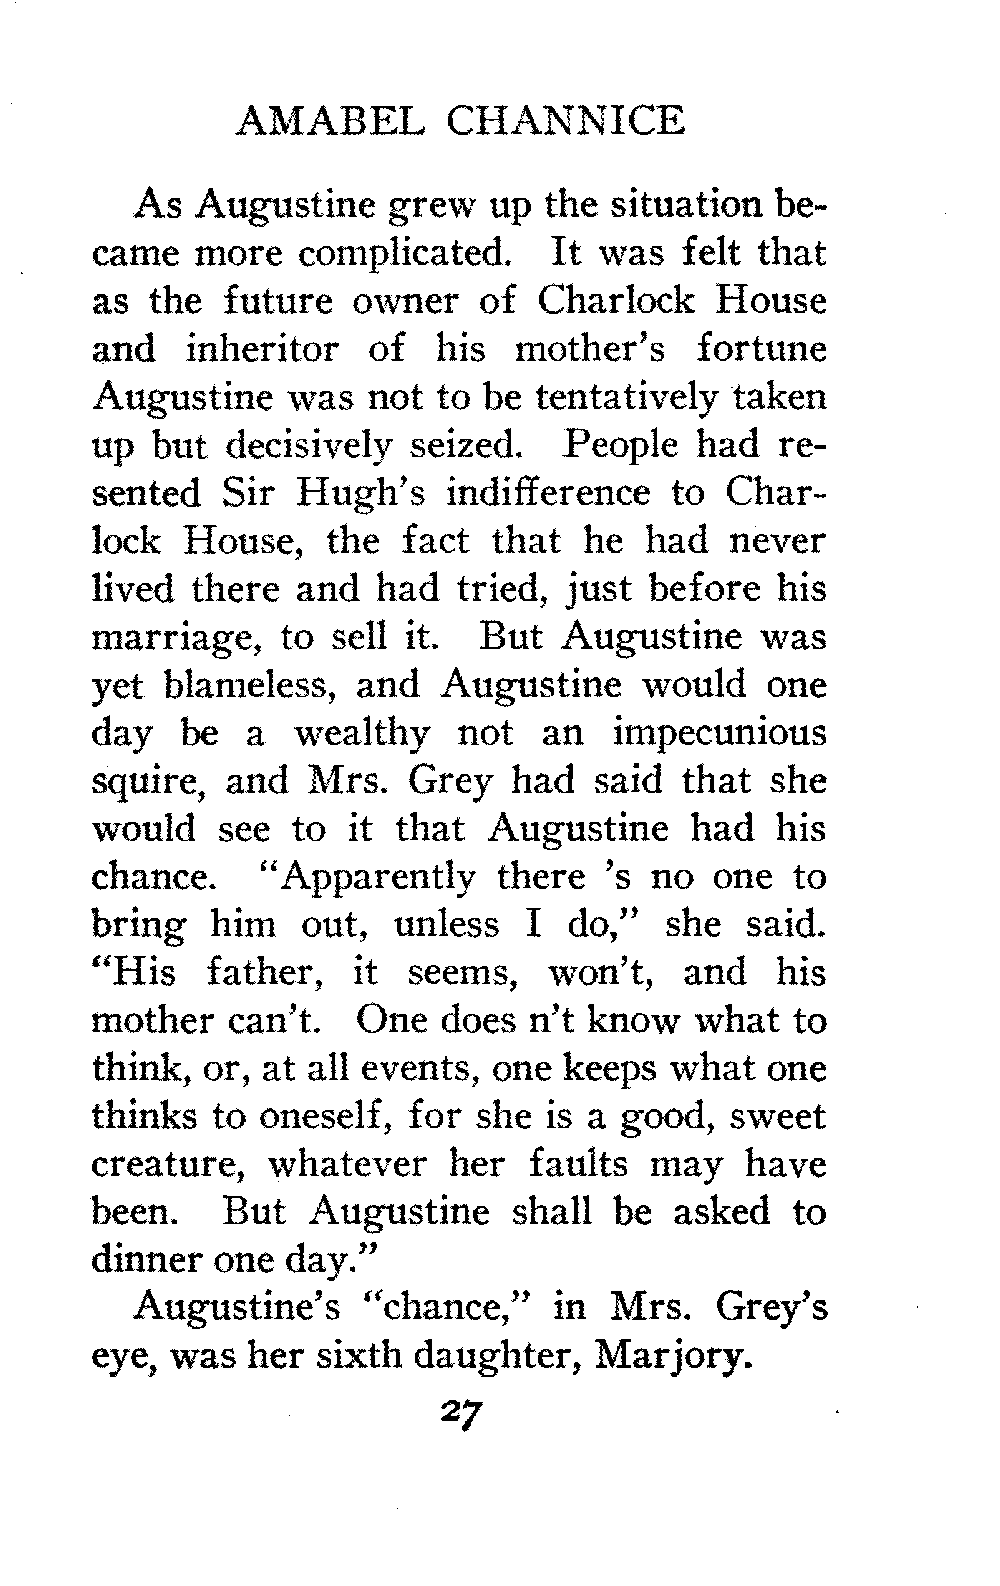 AMABEL CHANNICE
As Augustine grew up the situation be-
came more complicated. It was felt that
as the future owner of Charlock House
and inheritor of his mother's fortune
Augustine was not to be tentatively taken
up but decisively seized. People had re-
sented Sir Hugh's indifference to Char-
lock House, the fact that he had never
lived there and had tried, just before his
marriage, to sell it. But Augustine was
yet blameless, and Augustine would one
day be a wealthy not an impecunious
squire, and Mrs. Grey had said that she
would see to it that Augustine had his
chance. "Apparently there 's no one to
bring him out, unless I do," she said.
"His father, it seems, won't, and his
mother can't. One does n't know what to
think, or, at all events, one keeps what one
thinks to oneself, for she is a good, sweet
creature, whatever her faults may have
been. But Augustine shall be asked to
dinner one day."
Augustine's "chance," in Mrs. Grey's
eye, was her sixth daughter, Marjory.
27